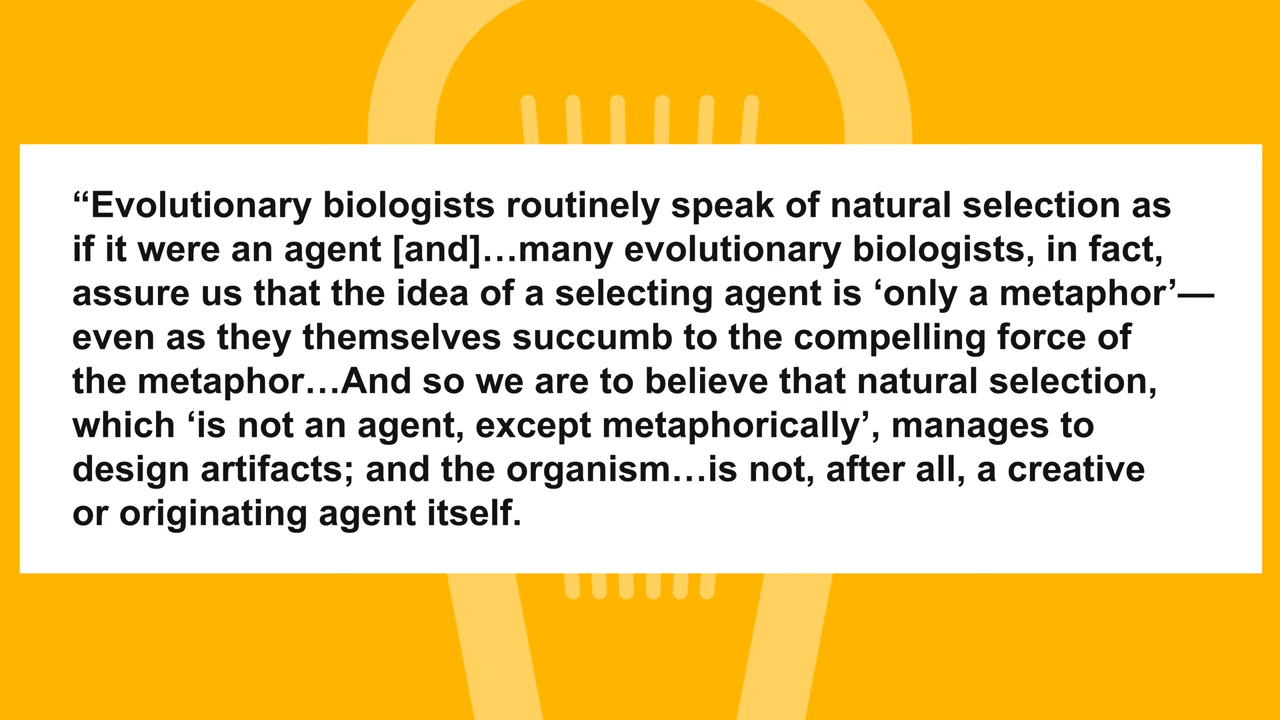 “Evolutionary biologists routinely speak of natural selection as
if it were an agent [and]…many evolutionary biologists, in fact,
assure us that the idea of a selecting agent is ‘only a metaphor’—
even as they themselves succumb to the compelling force of
the metaphor…And so we are to believe that natural selection,
which ‘is not an agent, except metaphorically’, manages to
design artifacts; and the organism…is not, after all, a creative
or originating agent itself.